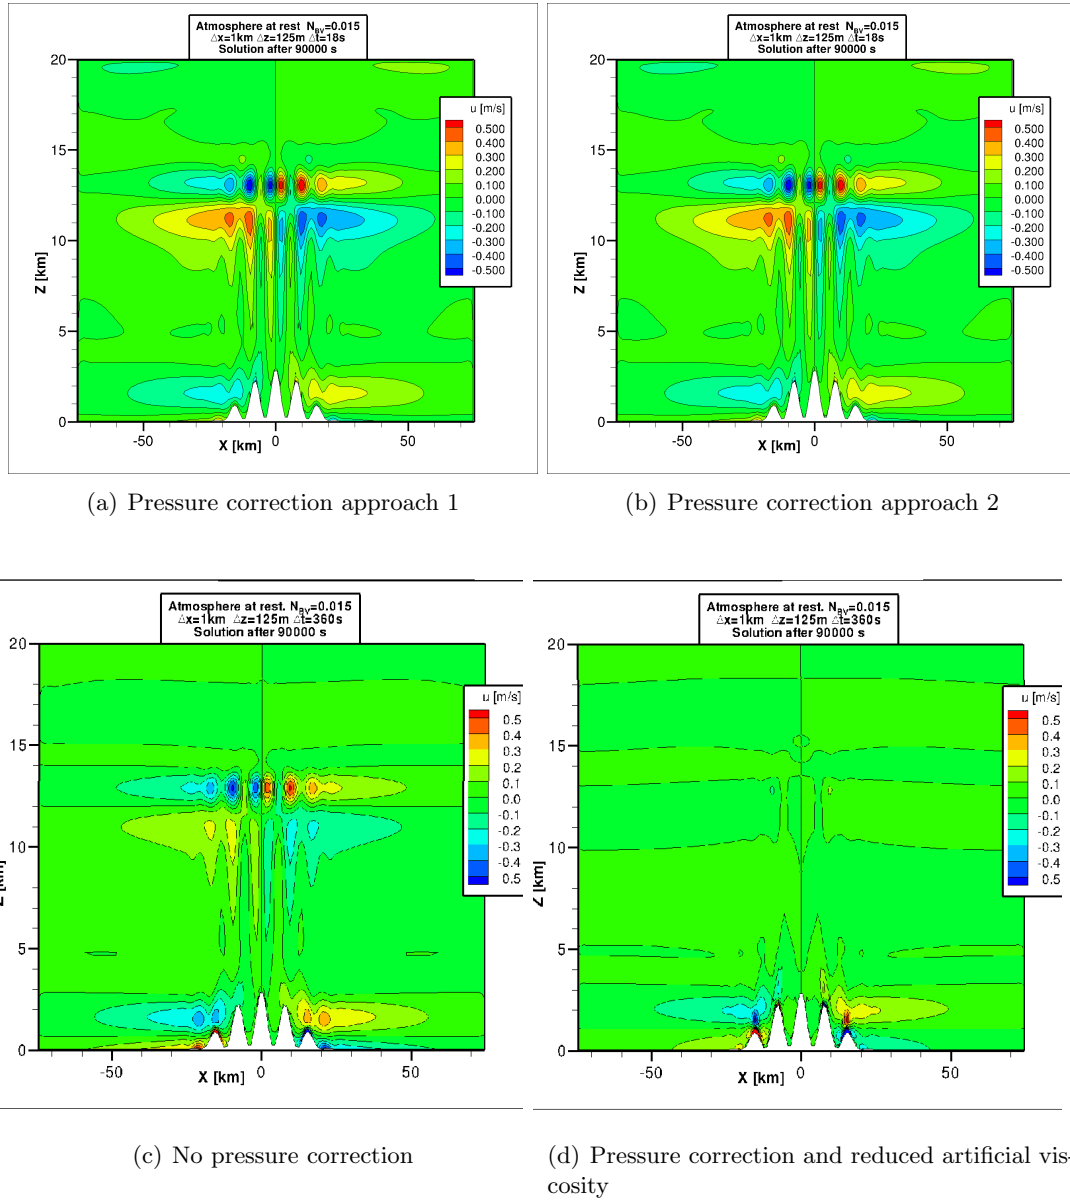 Atmosphere at rest N_BV=0.015
△x=1km △z=125m △t=18s
Solution after 90000 s
u [m/s]
0.500
0.400
0.300
0.200
0.100
0.000
-0.100
-0.200
-0.300
-0.400
-0.500
20
15
10
5
0
Z [km]
-50
0
50
X [km]
(a) Pressure correction approach 1
Atmosphere at rest N_BV=0.015
△x=1km △z=125m △t=18s
Solution after 90000 s
u [m/s]
0.500
0.400
0.300
0.200
0.100
0.000
-0.100
-0.200
-0.300
-0.400
-0.500
20
15
10
5
0
Z [km]
-50
0
50
X [km]
(b) Pressure correction approach 2
Atmosphere at rest. N_BV=0.015
△x=1km △z=125m △t=360s
Solution after 90000 s
u [m/s]
0.5
0.4
0.3
0.2
0.1
0.0
-0.1
-0.2
-0.3
-0.4
0.5
20
15
10
5
0
Z [km]
-50
0
50
X [km]
(c) No pressure correction
Atmosphere at rest. N_BV=0.015
△x=1km △z=125m △t=360s
Solution after 90000 s
u [m/s]
0.5
0.4
0.3
0.2
0.1
0.0
-0.1
-0.2
-0.3
-0.4
0.5
20
15
10
5
0
Z [km]
-50
0
50
X [km]
(d) Pressure correction and reduced artificial vis-
cosity